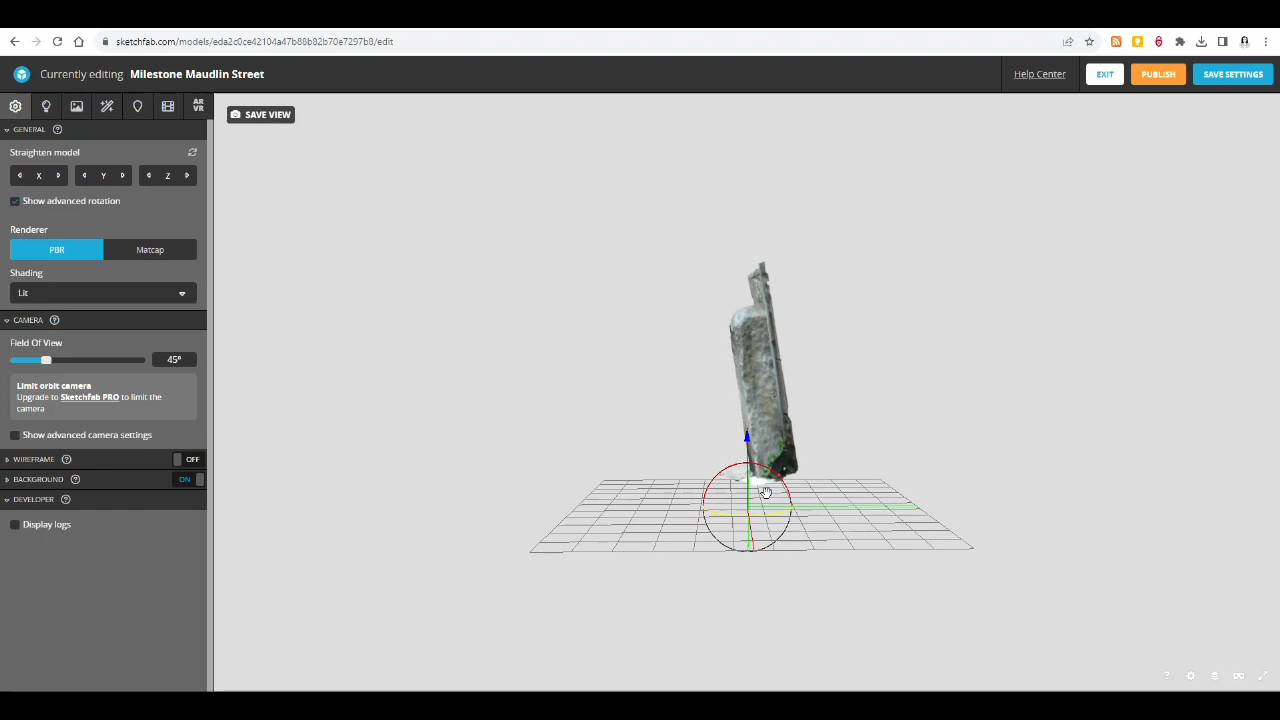 sketchfab.com/models/eda2c0ce42104a47b88b82b70e7297b8/edit
Currently editing Milestone Maudlin Street
Help Center
EXIT
PUBLISH
SAVE SETTINGS
AR
VR
SAVE VIEW
GENERAL ?
Straighten model
X Y Z
Show advanced rotation
Renderer
PBR Matcap
Shading
Lit
CAMERA ?
Field Of View
45°
Limit orbit camera
Upgrade to Sketchfab PRO to limit the
camera
Show advanced camera settings
WIREFRAME ? OFF
BACKGROUND ? ON
DEVELOPER ?
Display logs
?